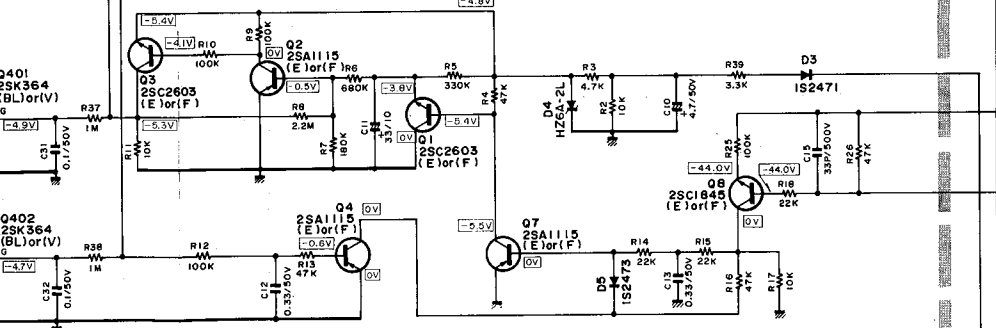 -4.8V
-5.4V
-4.1V
R10
100K
R9
100K
0V
Q2
2SA1115
(E)or(F)
-0.5V
R6
680K
R5
330K
R4
47K
R3
4.7K
R39
3.3K
D3
1S2471
Q401
2SK364
(BL)or(V)
G
-4.9V
R37
1M
C31
0.1/50V
Q3
2SC2603
(E)or(F)
-5.3V
R11
10K
R8
2.2M
R7
180K
C11
33/10
-3.8V
0V
-5.4V
Q1
2SC2603
(E)or(F)
D4
HZ6A-2L
R2
10K
C10
4.7/50V
R25
100K
C15
33P/500V
R26
47K
-44.0V
-44.0V
Q8
2SC1845
(E)or(F)
R18
22K
0V
Q402
2SK364
(BL)or(V)
G
-4.7V
R38
1M
C32
0.1/50V
R12
100K
C12
0.33/50V
Q4
2SA1115
(E)or(F)
0V
-0.6V
R13
47K
0V
-5.5V
Q7
2SA1115
(E)or(F)
0V
R14
22K
R15
22K
D5
1S2473
C13
0.33/50V
R16
47K
R17
10K